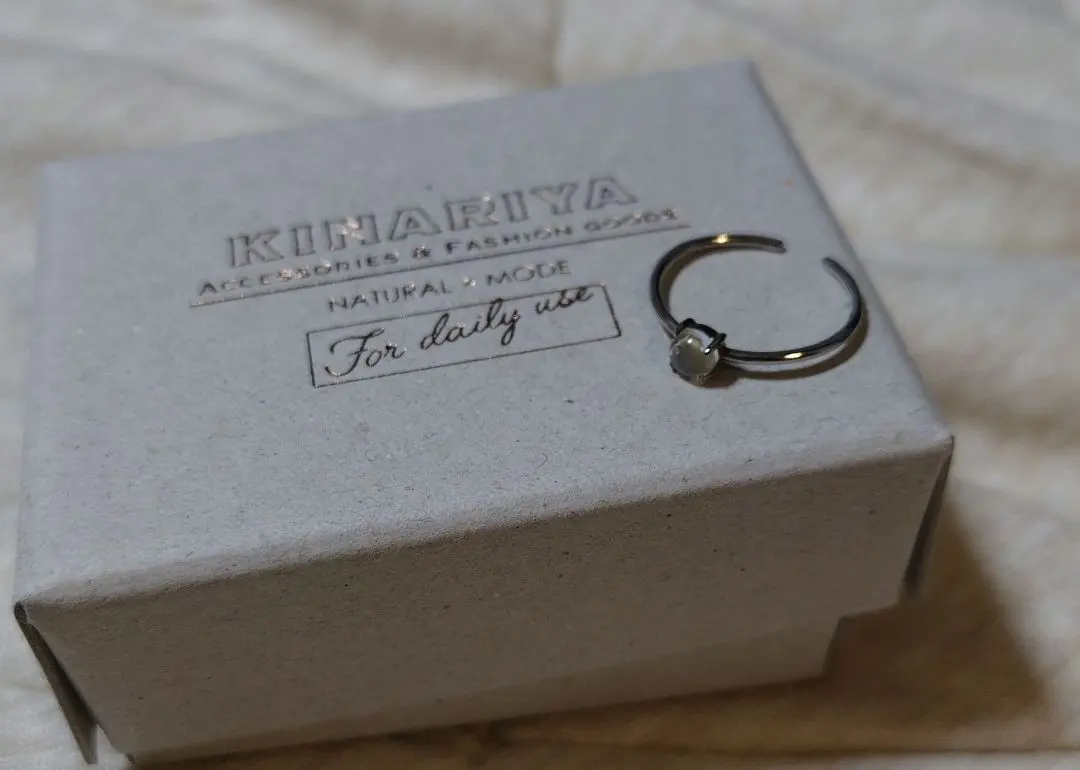 KINARIYA
ACCESSORIES & FASHION GOODS
NATURAL × MODE
For daily use